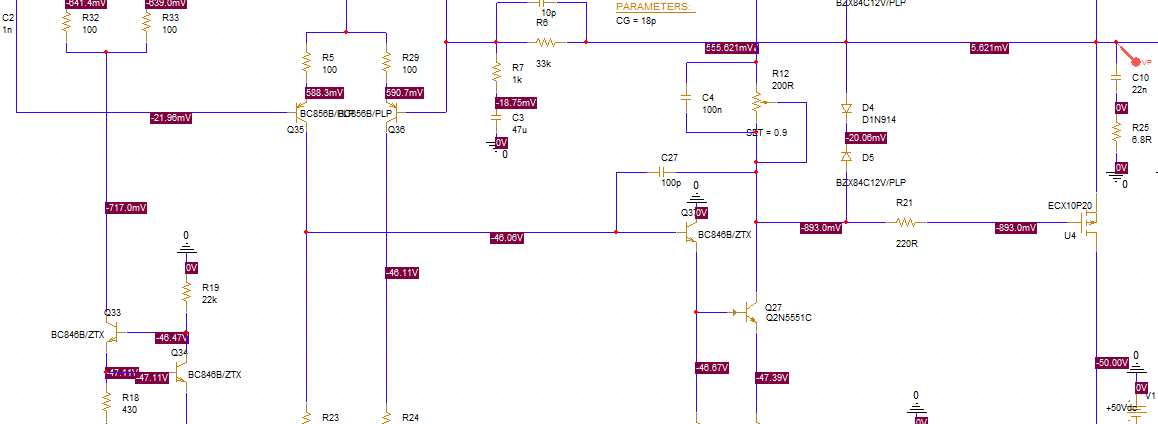 -641.4mV
-639.0mV
C2
1n
R32
100
R33
100
10p
R6
33k
PARAMETERS:
CG = 18p
BZX84C12V/PLP
R5
100
R29
100
R7
1k
555.621mV
5.621mV
VP
R12
200R
C10
22n
588.3mV
590.7mV
-18.75mV
C4
100n
D4
D1N914
0V
-21.96mV
BC856B/PLP
BC856B/PLP
Q35
Q36
C3
47u
0V
0
SET = 0.9
-20.06mV
R25
6.8R
D5
C27
100p
0V
0
BZX84C12V/PLP
0
0V
-717.0mV
R21
220R
ECX10P20
U4
Q37
BC846B/ZTX
-893.0mV
-893.0mV
0
-46.06V
0V
-46.11V
R19
22k
Q33
BC846B/ZTX
Q27
Q2N5551C
-46.47V
Q34
-47.11V
-47.11V
BC846B/ZTX
-46.67V
-47.39V
-50.00V
0
0V
R18
430
R23
R24
0
0V
V1
+50Vdc